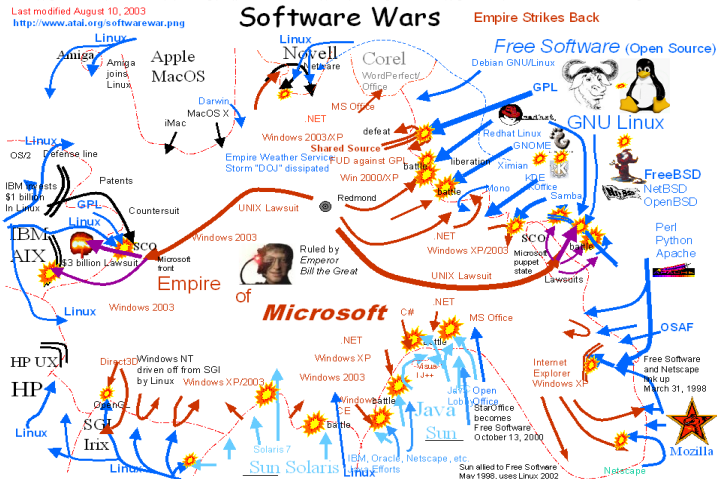 Last modified August 10, 2003
http://www.atai.org/softwarewar.png
Software Wars
Empire Strikes Back
Linux
Amiga
Amiga
joins
Linux
Apple
MacOS
iMac
Darwin
MacOS X
Linux
Novell
Netware
Corel
WordPerfect/
Office
MS Office
.NET
Windows 2003/XP
Shared Source
defeat
Free Software (Open Source)
Debian GNU/Linux
GPL
GNU Linux
redhat
Redhat Linux
GNOME
Ximian
KDE
KOffice
Mono
Samba
FreeBSD
NetBSD
OpenBSD
Empire Weather Service
Storm "DOJ" dissipated
FUD against GPL
Win 2000/XP
battle
liberation
battle
Linux
OS/2
Defense line
IBM invests
$1 billion
In Linux
Patents
GPL
Linux
Countersuit
IBM
AIX
SCO
$3 billion Lawsuit
Microsoft
front
UNIX Lawsuit
Redmond
Windows 2003
Ruled by
Emperor
Bill the Great
Empire
of
Microsoft
.NET
Windows XP/2003
UNIX Lawsuit
SCO
Microsoft
puppet
state
battle
Lawsuits
Perl
Python
Apache
Windows 2003
Linux
HP UX
HP
Linux
Direct3D
OpenGL
Windows NT
driven off from SGI
by Linux
Windows XP/2003
SGI
Irix
Linux
Solaris 7
Sun Solaris
.NET
Windows XP
Windows 2003
Windows
CE
battle
battle
Linux
C#
.NET
MS Office
battle
Visual
J++
Java
Sun
Java Open
Lobby
Office
StarOffice
becomes
Free Software
October 13, 2000
IBM, Oracle, Netscape, etc.
Java Efforts
Sun allied to Free Software
May 1998, uses Linux 2002
OSAF
Internet
Explorer
Windows XP
Free Software
and Netscape
link up
March 31, 1998
Mozilla
Netscape